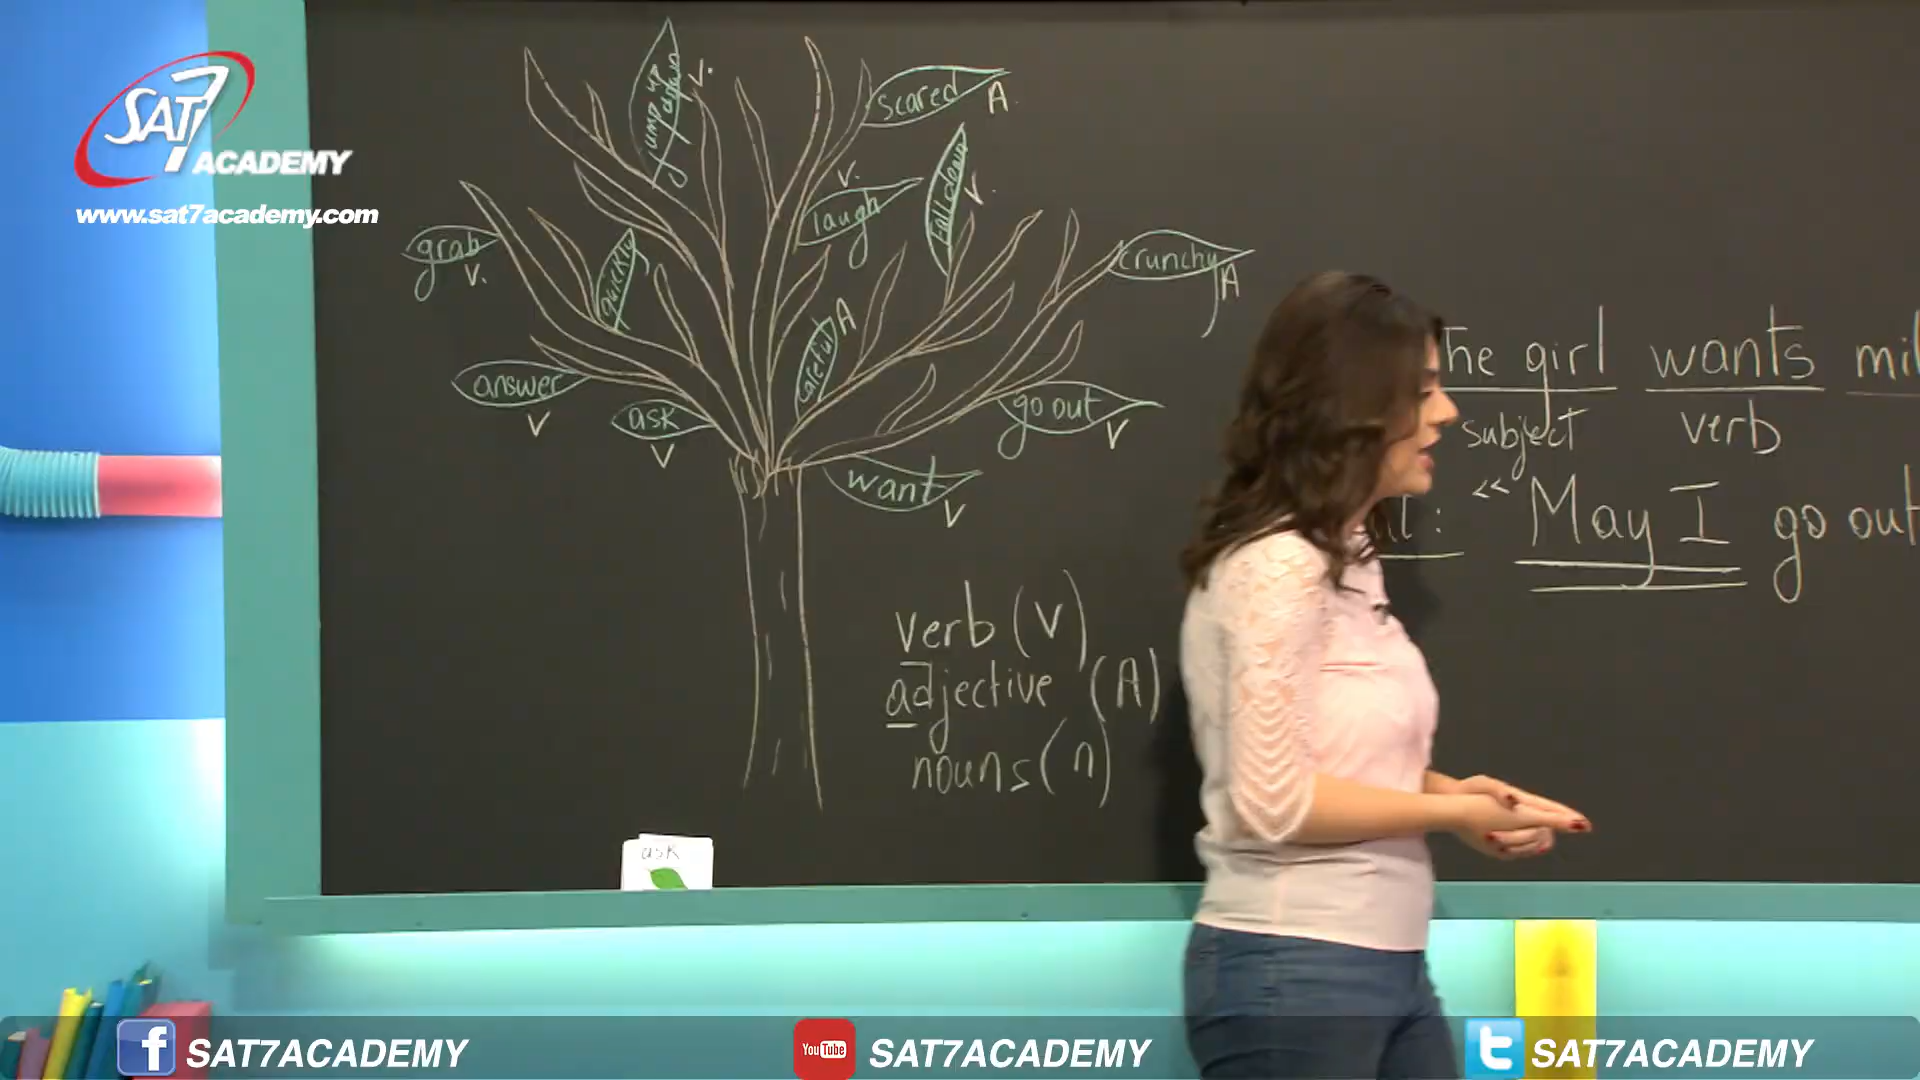 SAT7
ACADEMY
www.sat7academy.com
jump up
down
V.
scared
A
fall down
V.
V.
laugh
grab
V.
quickly
crunchy
A
careful
A
answer
V
ask
V
go out
V
want
V
verb (V)
adjective (A)
nouns (n)
ask
The girl wants mil
subject verb
: “ May I go out
SAT7ACADEMY
You Tube SAT7ACADEMY
SAT7ACADEMY